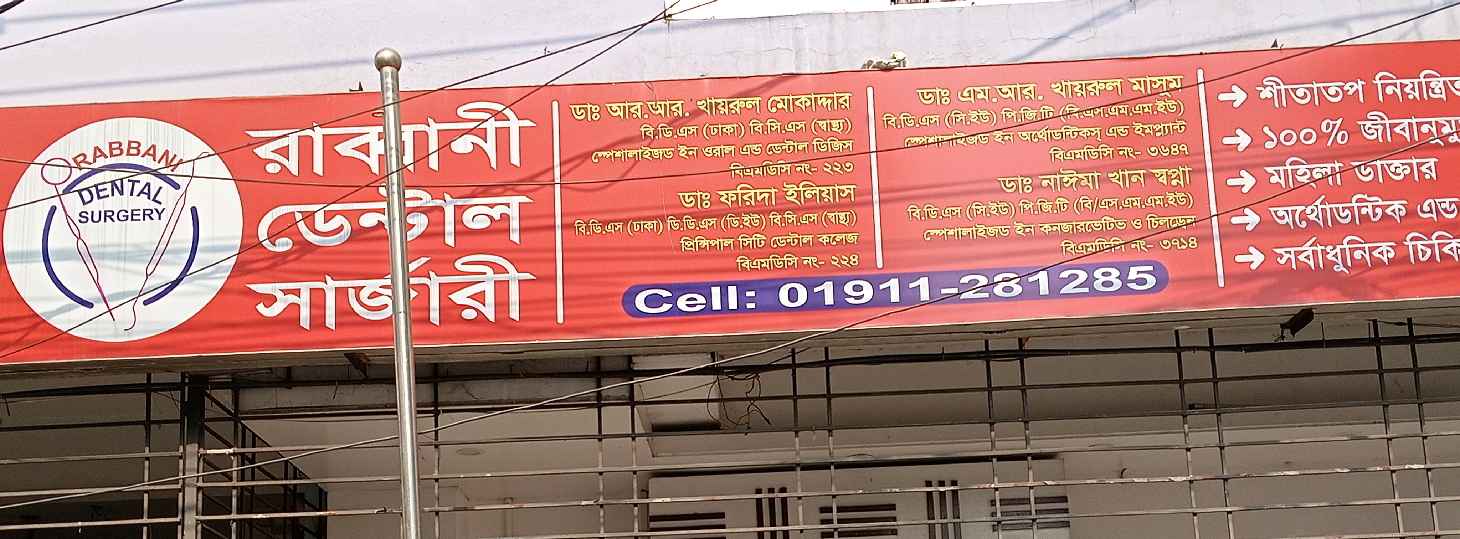 RABBANI
DENTAL
SURGERY
রাব্বানী
ডেন্টাল
সার্জারী
ডাঃ আর.আর. খায়রুল মোকাদ্দার
বি.ডি.এস (ঢাকা) বি.সি.এস (স্বাস্থ্য)
স্পেশালাইজড ইন ওরাল এন্ড ডেন্টাল ডিজিস
বিএমডিসি নং- ২২৩
ডাঃ ফরিদা ইলিয়াস
বি.ডি.এস (ঢাকা) ডি.ডি.এস (ডি.ইউ) বি.সি.এস (স্বাস্থ্য)
প্রিন্সিপাল সিটি ডেন্টাল কলেজ
বিএমডিসি নং- ২২৪
ডাঃ এম.আর. খায়রুল মাসুম
বি.ডি.এস (সি.ইউ) পি.জি.টি (বি.এস.এম.এম.ইউ)
স্পেশালাইজড ইন অর্থোডন্টিকস্ এন্ড ইমপ্ল্যান্ট
বিএমডিসি নং- ৩৬৪৭
ডাঃ নাঈমা খান স্বপ্না
বি.ডি.এস (সি.ইউ) পি.জি.টি (বি/এস.এম.এম.ইউ)
স্পেশালাইজড ইন কনজারভেটিভ ও চিলড্রেন
বিএমডিসি নং- ৩৭১৪
Cell: 01911-281285
→ শীতাতপ নিয়ন্ত্রিত
→ ১০০% জীবানুমু
→ মহিলা ডাক্তার
→ অর্থোডন্টিক এন্ড
→ সর্বাধুনিক চিকি